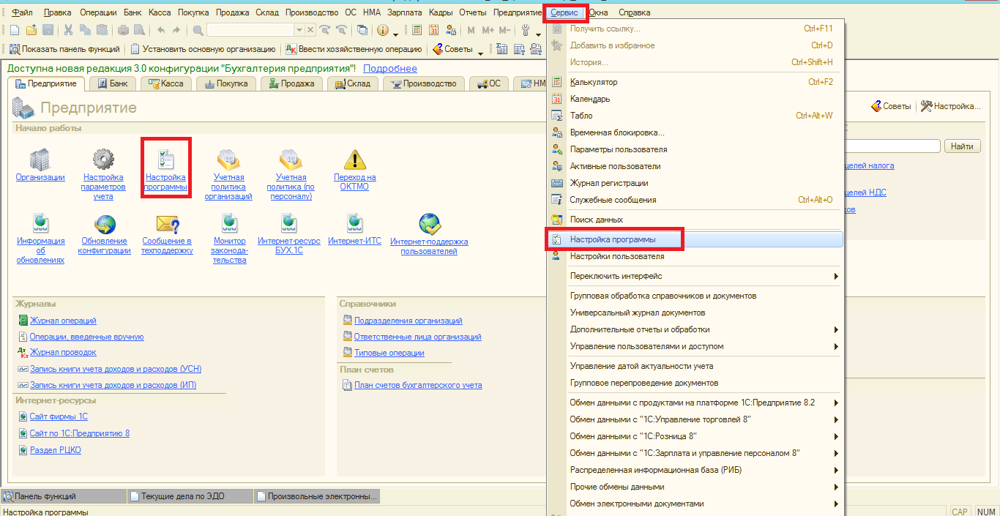 Файл Правка Операции Банк Касса Покупка Продажа Склад Производство ОС НМА Зарплата Кадры Отчеты Предприятие Сервис Окна Справка
M M+ M-
Показать панель функций Установить основную организацию Ввести хозяйственную операцию Советы
Доступна новая редакция 3.0 конфигурации "Бухгалтерия предприятия"! Подробнее
Предприятие Банк Касса Покупка Продажа Склад Производство ОС НМ
Предприятие
Советы Настройка...
Начало работы
Найти
Организации
Настройка параметров учета
Настройка программы
Учетная политика организаций
Учетная политика (по персоналу)
Переход на ОКТМО
Информация об обновлениях
Обновление конфигурации
Сообщение в техподдержку
Монитор законода-тельства
Интернет-ресурс БУХ.1С
Интернет-ИТС
Интернет-поддержка пользователей
целей налога
целей НДС
ков
Журналы
Журнал операций
Операции, введенные вручную
Журнал проводок
Запись книги учета доходов и расходов (УСН)
Запись книги учета доходов и расходов (ИП)
Интернет-ресурсы
Сайт фирмы 1С
Сайт по 1С:Предприятию 8
Раздел РЦКО
Справочники
Подразделения организаций
Ответственные лица организаций
Типовые операции
План счетов
План счетов бухгалтерского учета
Получить ссылку... Ctrl+F11
Добавить в избранное Ctrl+D
История... Ctrl+Shift+H
Калькулятор Ctrl+F2
Календарь
Табло Ctrl+Alt+W
Временная блокировка...
Параметры пользователя
Активные пользователи
Журнал регистрации
Служебные сообщения Ctrl+Alt+O
Поиск данных
Настройка программы
Настройки пользователя
Переключить интерфейс
Групповая обработка справочников и документов
Универсальный журнал документов
Дополнительные отчеты и обработки
Управление пользователями и доступом
Управление датой актуальности учета
Групповое перепроведение документов
Обмен данными с продуктами на платформе 1С:Предприятие 8.2
Обмен данными с "1С:Управление торговлей 8"
Обмен данными с "1С:Розница 8"
Обмен данными с "1С:Зарплата и управление персоналом 8"
Распределенная информационная база (РИБ)
Прочие обмены данными
Обмен электронными документами
Панель функций Текущие дела по ЭДО Произвольные электронны...
Настройка программы
CAP NUM